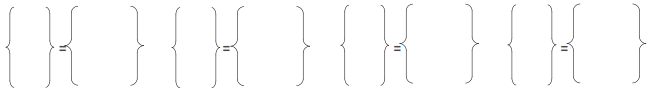 { } = { } { } = { } { } = { } { } = { }